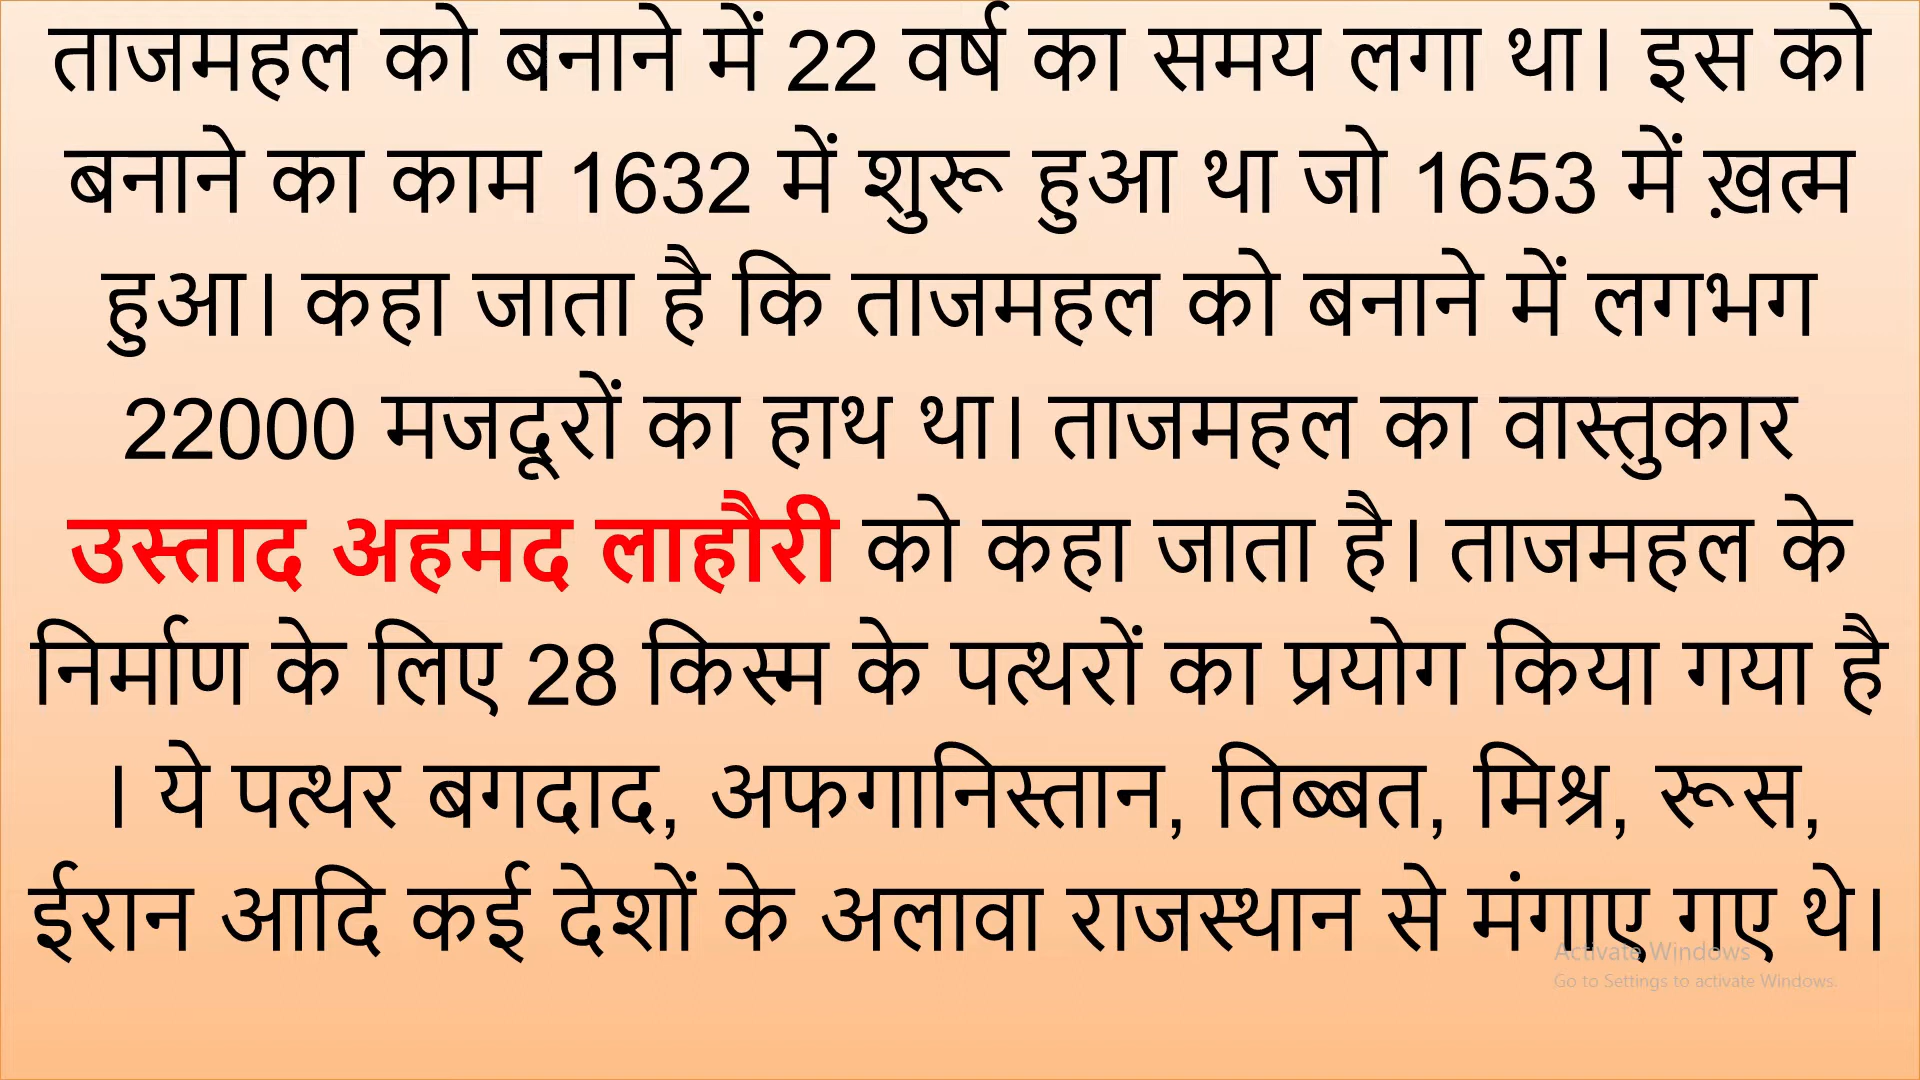 ताजमहल को बनाने में 22 वर्ष का समय लगा था। इस को
बनाने का काम 1632 में शुरू हुआ था जो 1653 में ख़त्म
हुआ। कहा जाता है कि ताजमहल को बनाने में लगभग
22000 मजदूरों का हाथ था। ताजमहल का वास्तुकार
उस्ताद अहमद लाहौरी को कहा जाता है। ताजमहल के
निर्माण के लिए 28 किस्म के पत्थरों का प्रयोग किया गया है
। ये पत्थर बगदाद, अफगानिस्तान, तिब्बत, मिश्र, रूस,
ईरान आदि कई देशों के अलावा राजस्थान से मंगाए गए थे।
Activate Windows
Go to Settings to activate Windows.